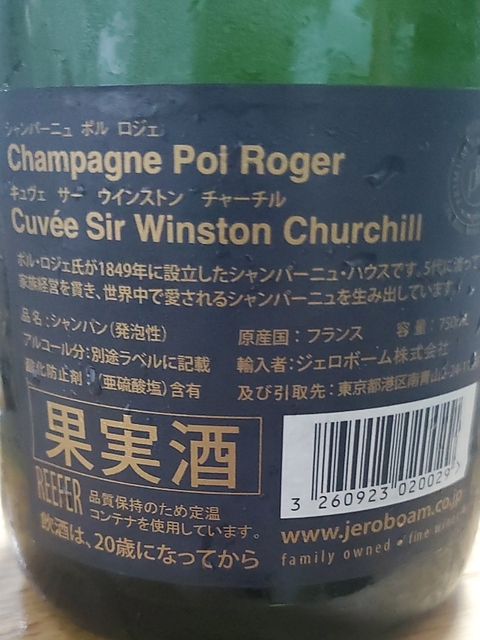 シャンパーニュ ポル ロジェ
Champagne Pol Roger
キュヴェ サー ウインストン チャーチル
Cuvée Sir Winston Churchill
ポル・ロジェ氏が1849年に設立したシャンパーニュ・ハウスです。5代に
家族経営を貫き、世界中で愛されるシャンパーニュを生み出しています。
品名:シャンパン(発泡性)
原産国:フランス 容量:750mℓ
アルコール分:別途ラベルに記載
輸入者:ジェロボーム株式会社
酸化防止剤(亜硫酸塩)含有
及び引取先:東京都港区南青山2-24-1
果実酒
3 260923 020029
REEFER 品質保持のため定温
コンテナを使用しています。
www.jeroboam.co.jp
飲酒は、20歳になってから
family owned • fine wine